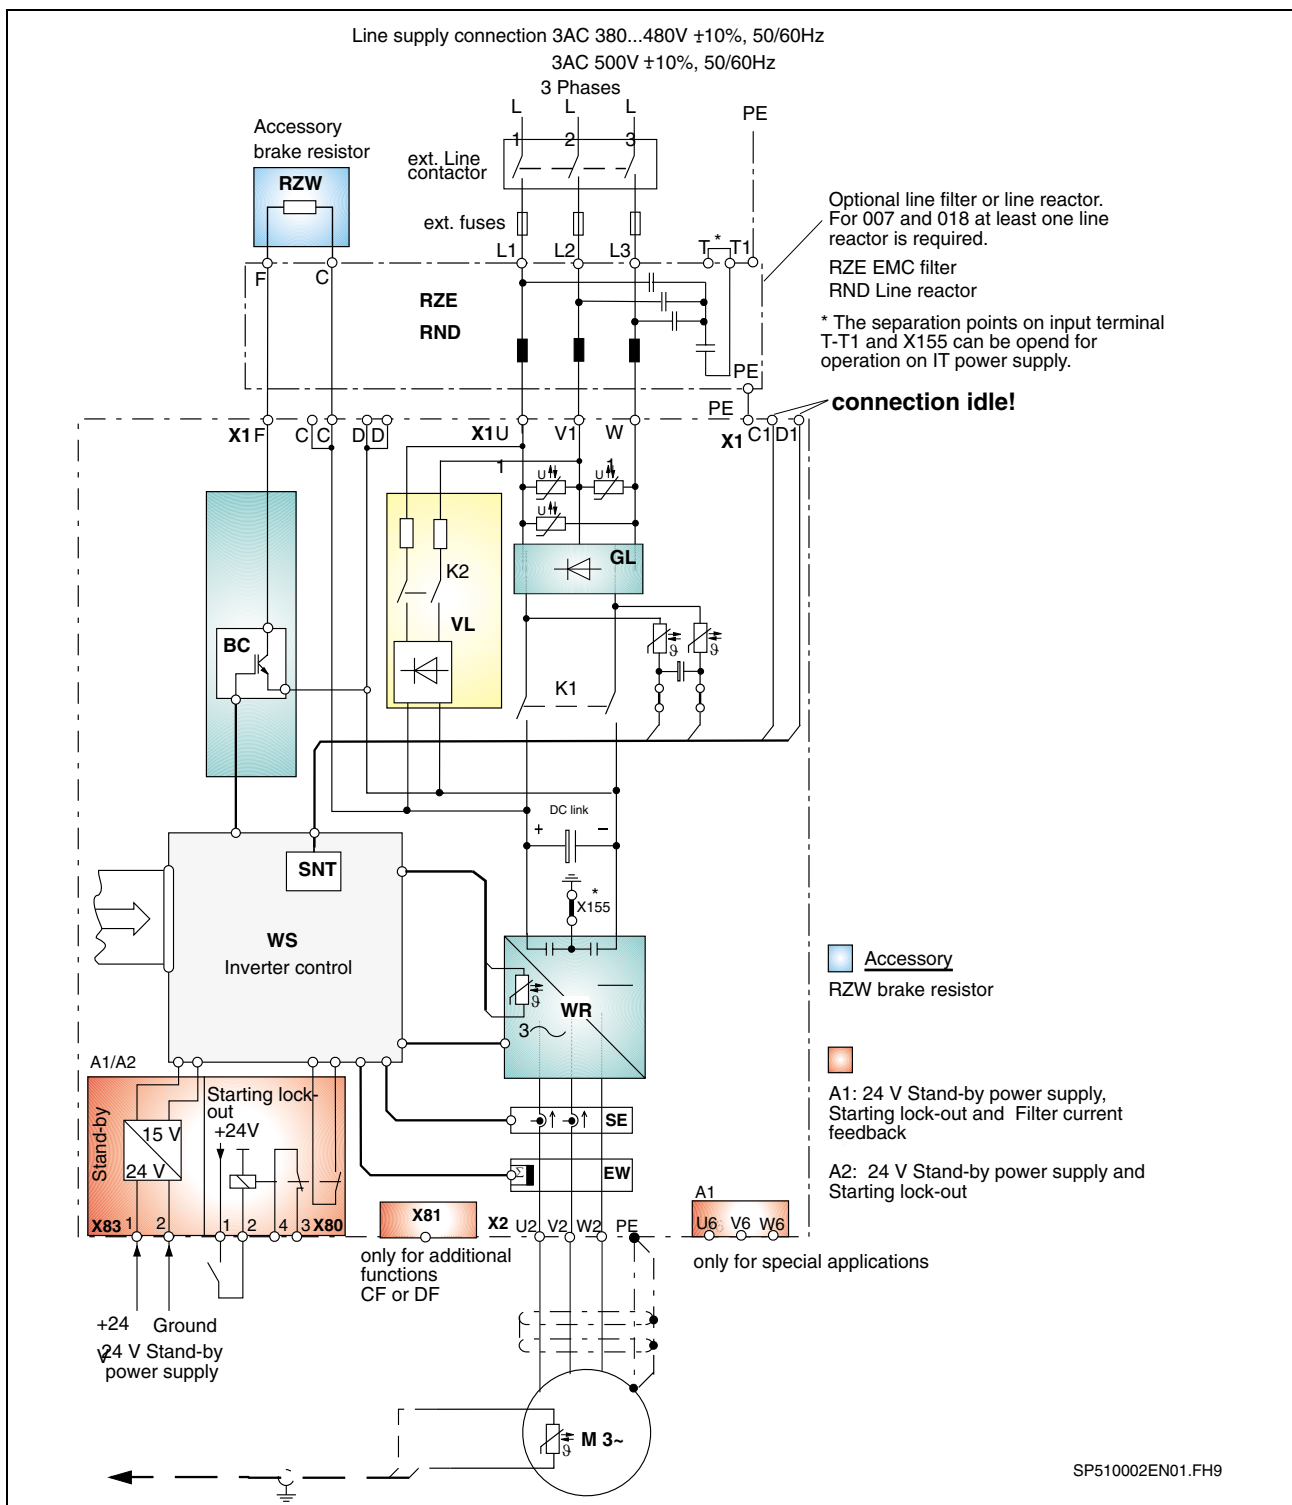 Line supply connection 3AC 380...480V ±10%, 50/60Hz
3AC 500V ±10%, 50/60Hz
3 Phases
L L L
PE
1 2 3
Accessory
brake resistor
RZW
ext. Line
contactor
ext. fuses
L1 L2 L3 T * T1
F C
RZE
RND
PE
Optional line filter or line reactor.
For 007 and 018 at least one line
reactor is required.
RZE EMC filter
RND Line reactor
* The separation points on input terminal
T-T1 and X155 can be opend for
operation on IT power supply.
connection idle!
X1 F C C D D X1 U V1 W PE X1 C1 D1
1 1
U U
U
GL
K2
VL
BC
ϑ ϑ
K1
DC link
+ −
SNT
*
X155
WS
Inverter control
ϑ
WR
3
Accessory
RZW brake resistor
A1/A2
Stand-by
15 V
24 V
Starting lock-
out
+24V
SE
Σ
EW
A1: 24 V Stand-by power supply,
Starting lock-out and Filter current
feedback
A2: 24 V Stand-by power supply and
Starting lock-out
X83 1 2 1 2 4 3 X80
X81
X2 U2 V2 W2 PE
A1
U6 V6 W6
only for additional
functions
CF or DF
only for special applications
+24
V
Ground
24 V Stand-by
power supply
M 3~
ϑ
SP510002EN01.FH9